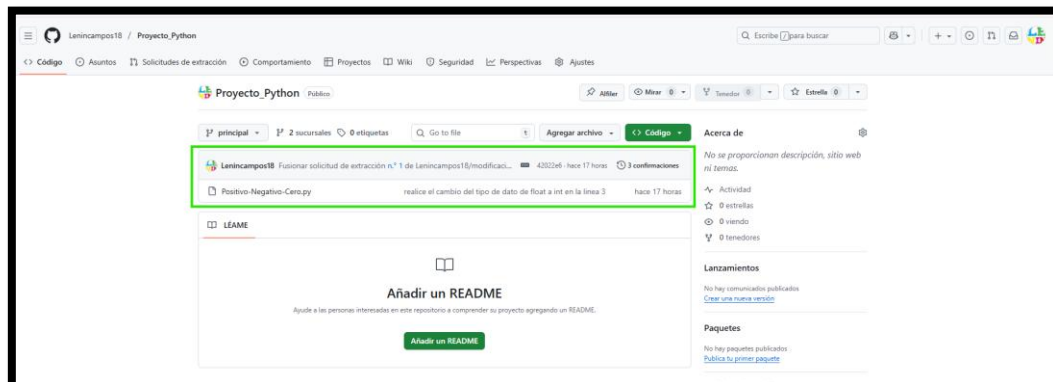 Lenincampos18 / Proyecto_Python
Escribe / para buscar
<> Código Asuntos Solicitudes de extracción Comportamiento Proyectos Wiki Seguridad Perspectivas Ajustes
Proyecto_Python Público
Alfiler Mirar 0 Tenedor 0 Estrella 0
principal 2 sucursales 0 etiquetas Go to file t Agregar archivo <> Código
Acerca de
Lenincampos18 Fusionar solicitud de extracción n.° 1 de Lenincampos18/modificaci... 42022e6 · hace 17 horas 3 confirmaciones
No se proporcionan descripción, sitio web
ni temas.
Positivo-Negativo-Cero.py realice el cambio del tipo de dato de float a int en la linea 3 hace 17 horas
Actividad
0 estrellas
0 viendo
0 tenedores
LÉAME
Añadir un README
Ayude a las personas interesadas en este repositorio a comprender su proyecto agregando un README.
Añadir un README
Lanzamientos
No hay comunicados publicados
Crear una nueva versión
Paquetes
No hay paquetes publicados
Publica tu primer paquete